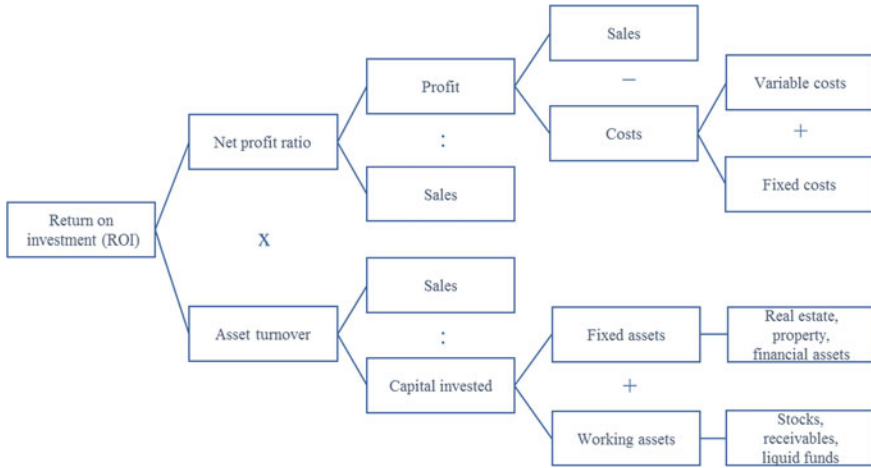 Sales
Profit
−
Variable costs
Net profit ratio
:
Costs
+
Sales
Fixed costs
Return on
investment (ROI)
x
Sales
Asset turnover
:
Fixed assets
Real estate,
property,
financial assets
Capital invested
+
Working assets
Stocks,
receivables,
liquid funds